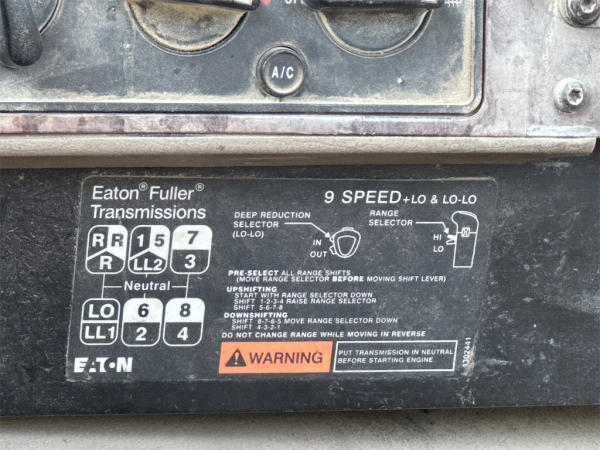 A/C
Eaton® Fuller®
Transmissions
9 SPEED +LO & LO-LO
DEEP REDUCTION
SELECTOR
(LO-LO)
IN
OUT
RANGE
SELECTOR
HI
LO
R R 1 5 7
R LL2 3
Neutral
LO 6 8
LL1 2 4
PRE-SELECT ALL RANGE SHIFTS
(MOVE RANGE SELECTOR BEFORE MOVING SHIFT LEVER)
UPSHIFTING
START WITH RANGE SELECTOR DOWN
SHIFT 1-2-3-4 RAISE RANGE SELECTOR
SHIFT 5-6-7-8
DOWNSHIFTING
SHIFT 8-7-6-5 MOVE RANGE SELECTOR DOWN
SHIFT 4-3-2-1
DO NOT CHANGE RANGE WHILE MOVING IN REVERSE
WARNING
PUT TRANSMISSION IN NEUTRAL
BEFORE STARTING ENGINE
EATON